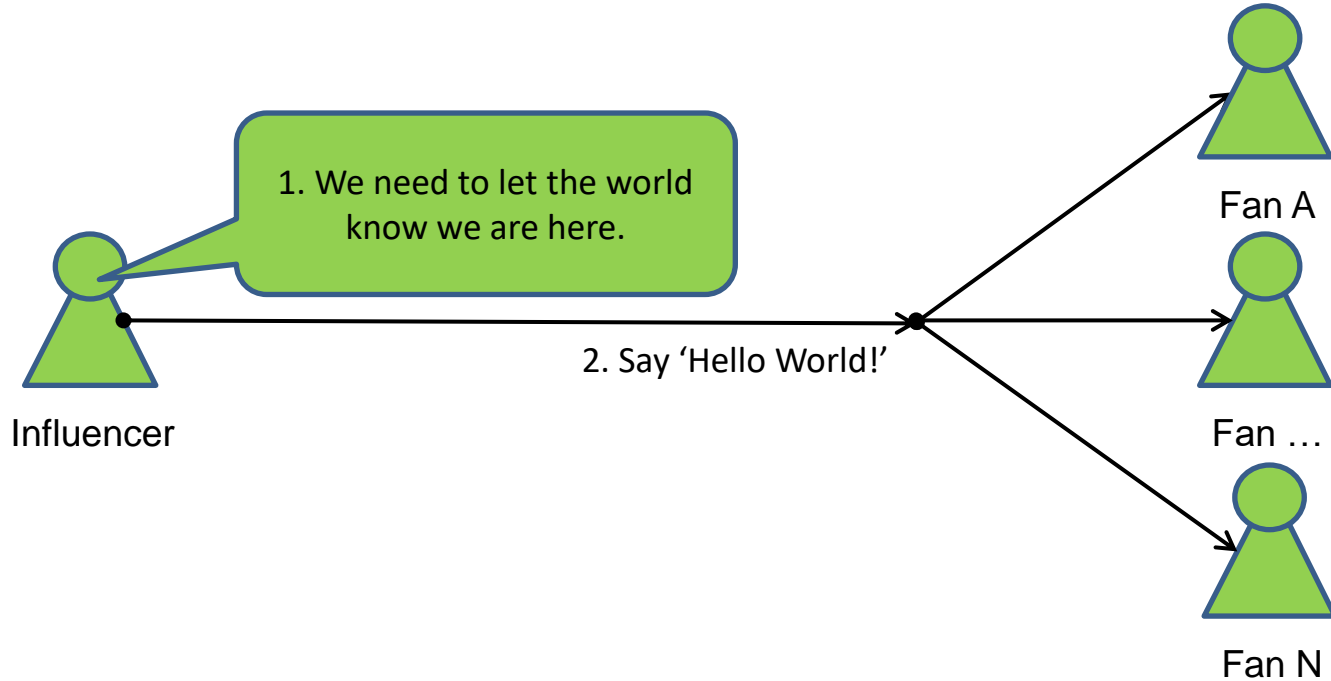 1. We need to let the world
know we are here.
Fan A
2. Say ‘Hello World!’
Influencer
Fan …
Fan N